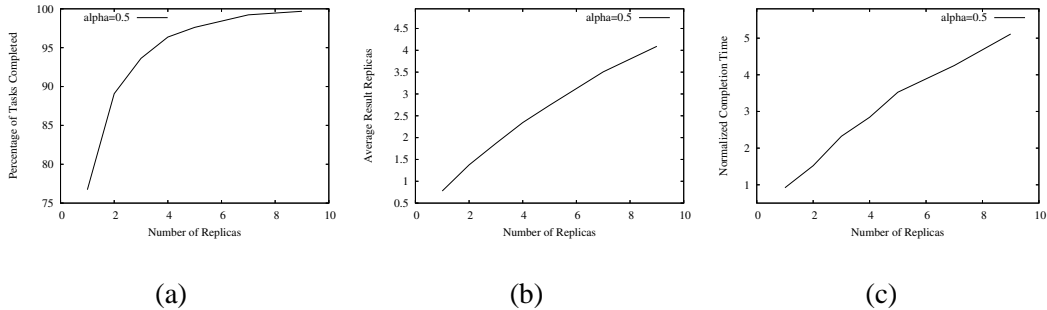 Percentage of Tasks Completed
100
95
90
85
80
75
0 2 4 6 8 10
Number of Replicas
alpha=0.5
(a)
Average Result Replicas
4.5
4
3.5
3
2.5
2
1.5
1
0.5
0 2 4 6 8 10
Number of Replicas
alpha=0.5
(b)
Normalized Completion Time
5
4
3
2
1
0 2 4 6 8 10
Number of Replicas
alpha=0.5
(c)